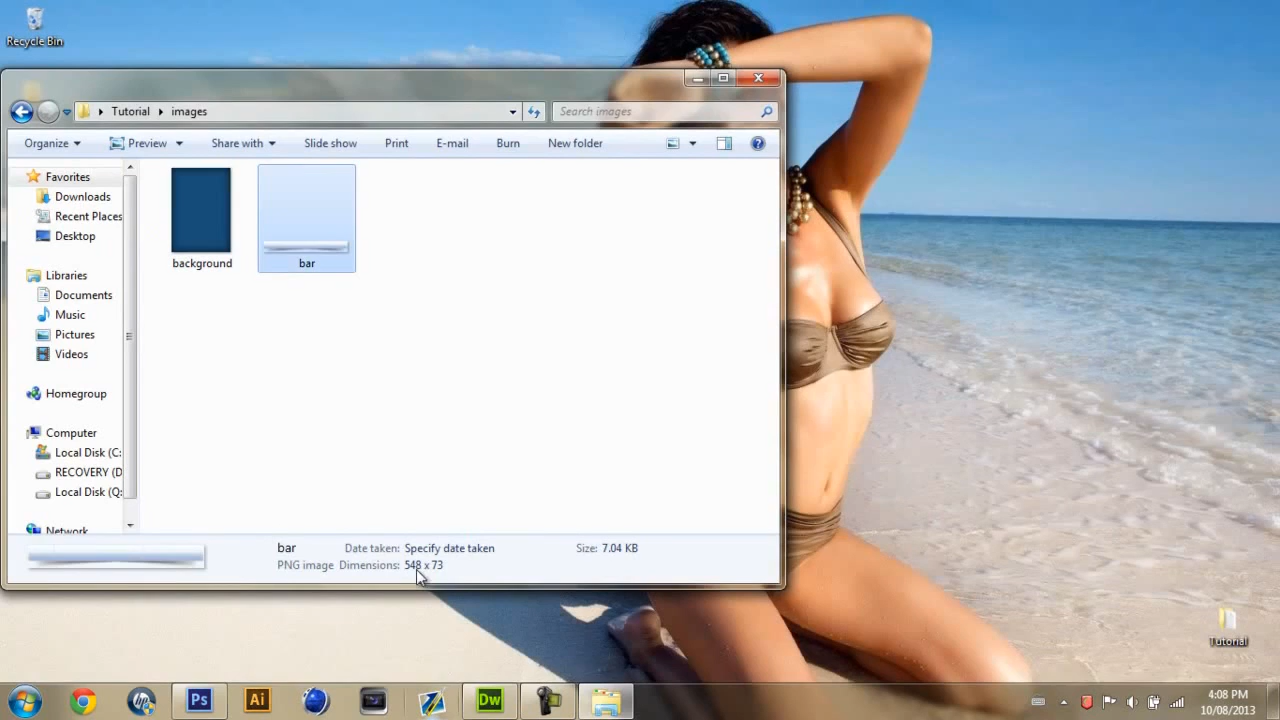 Recycle Bin
Tutorial images
Search images
Organize Preview Share with Slide show Print E-mail Burn New folder
Favorites
Downloads
Recent Places
Desktop
Libraries
Documents
Music
Pictures
Videos
Homegroup
Computer
Local Disk (C:
RECOVERY (D
Local Disk (Q:
Network
background
bar
bar
Date taken: Specify date taken
Size: 7.04 KB
PNG image
Dimensions: 548 x 73
Tutorial
Ps
Ai
Dw
4:08 PM
10/08/2013